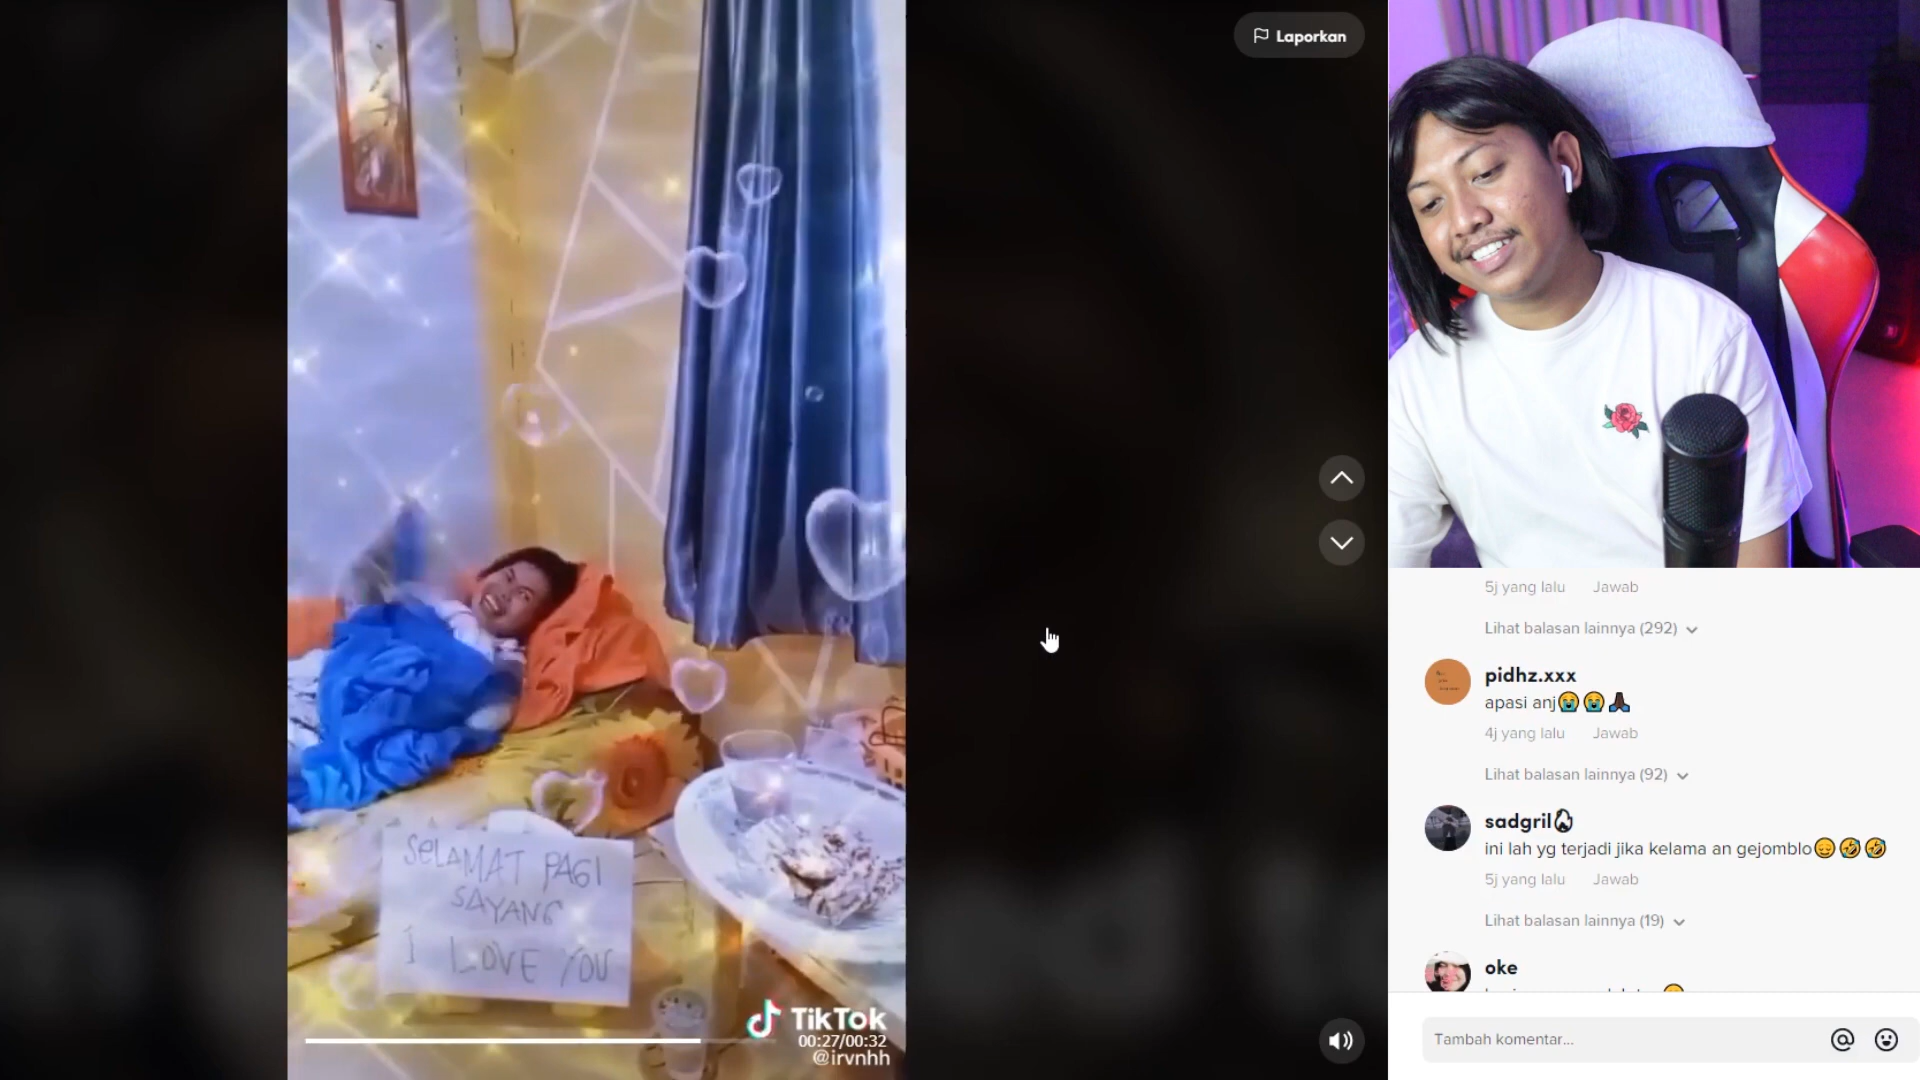 Laporkan
SELAMAT PAGI
SAYANG
I LOVE YOU
TikTok
00:27/00:32
@irvnhh
5j yang lalu Jawab
Lihat balasan lainnya (292)
pidhz.xxx
apasi anj😭😭🙏🏿
4j yang lalu Jawab
Lihat balasan lainnya (92)
sadgril
ini lah yg terjadi jika kelama an gejomblo😔🤣🤣
5j yang lalu Jawab
Lihat balasan lainnya (19)
oke
Tambah komentar...